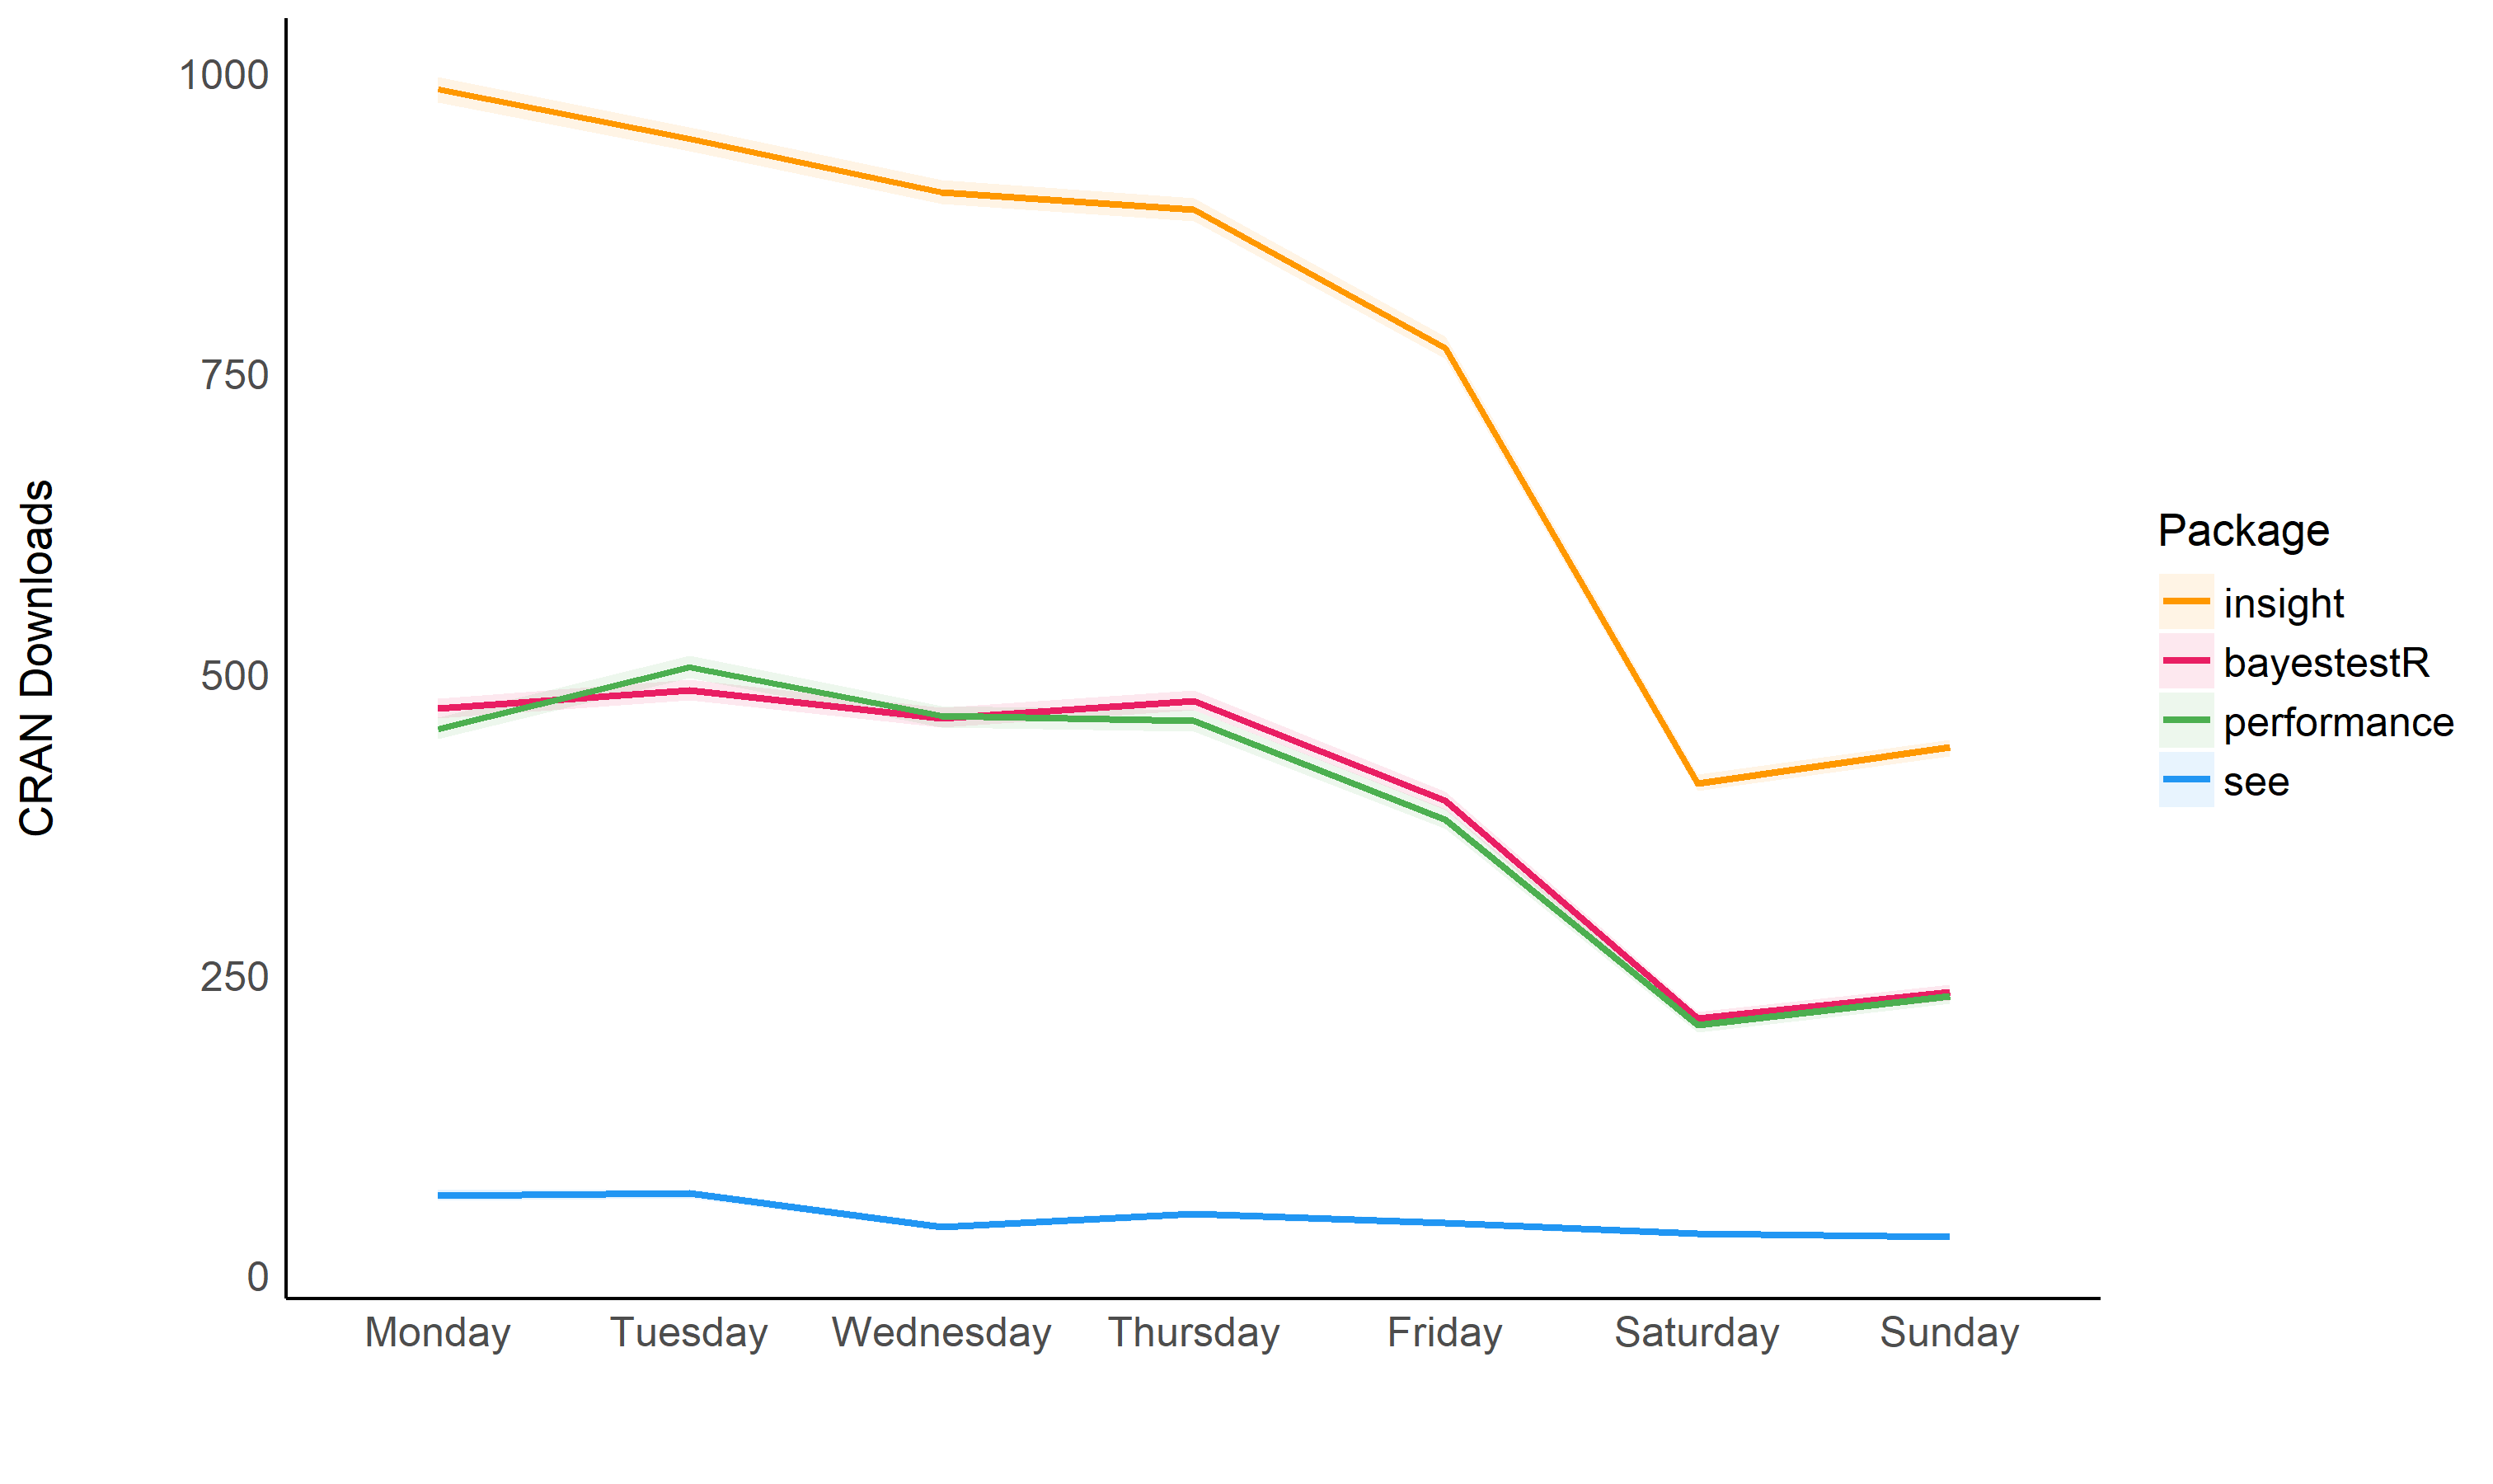 CRAN Downloads
1000
750
500
250
0
Monday Tuesday Wednesday Thursday Friday Saturday Sunday
Package
insight
bayestestR
performance
see